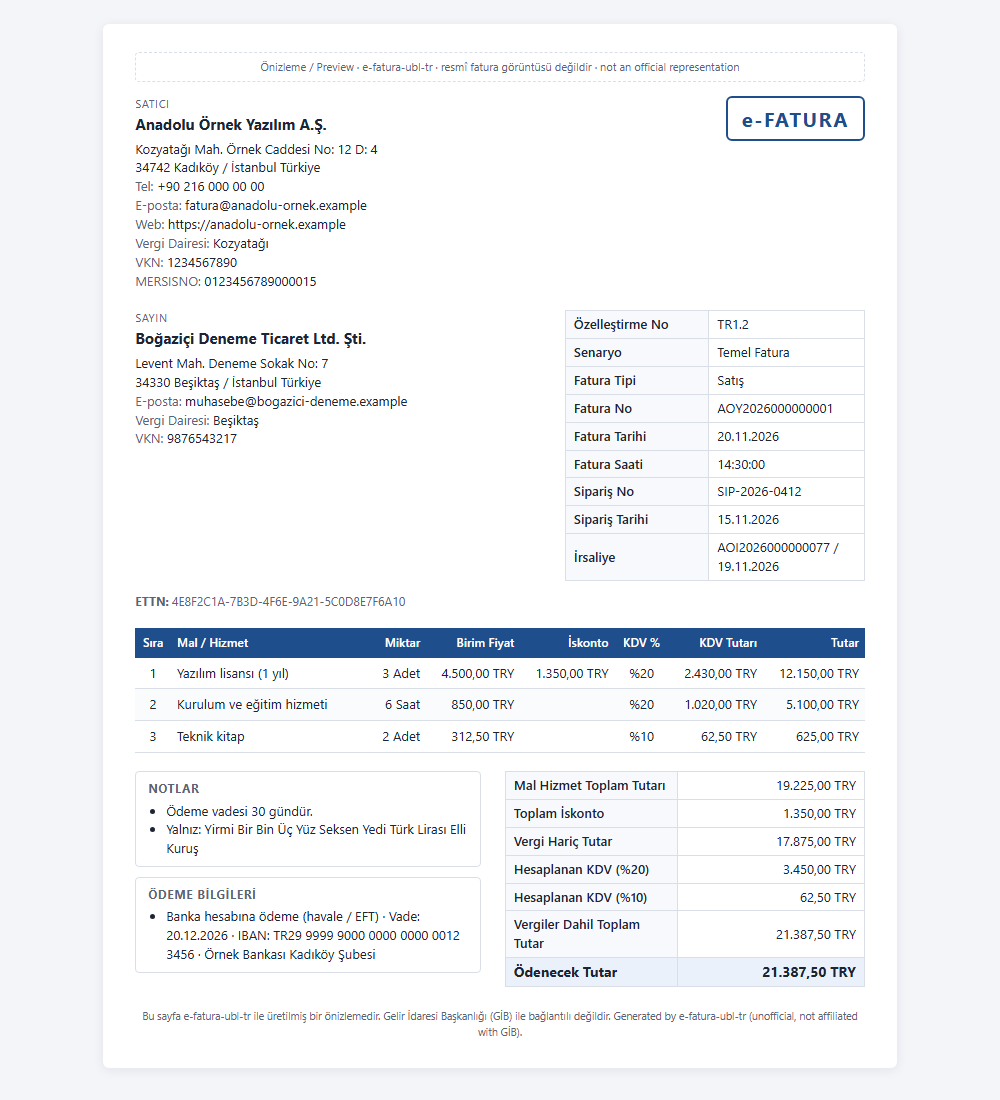 Önizleme / Preview · e-fatura-ubl-tr · resmî fatura görüntüsü değildir · not an official representation
SATICI
Anadolu Örnek Yazılım A.Ş.
Kozyatağı Mah. Örnek Caddesi No: 12 D: 4
34742 Kadıköy / İstanbul Türkiye
Tel: +90 216 000 00 00
E-posta: fatura@anadolu-ornek.example
Web: https://anadolu-ornek.example
Vergi Dairesi: Kozyatağı
VKN: 1234567890
MERSISNO: 0123456789000015
e-FATURA
SAYIN
Boğaziçi Deneme Ticaret Ltd. Şti.
Levent Mah. Deneme Sokak No: 7
34330 Beşiktaş / İstanbul Türkiye
E-posta: muhasebe@bogazici-deneme.example
Vergi Dairesi: Beşiktaş
VKN: 9876543217
Özelleştirme No TR1.2
Senaryo Temel Fatura
Fatura Tipi Satış
Fatura No AOY2026000000001
Fatura Tarihi 20.11.2026
Fatura Saati 14:30:00
Sipariş No SIP-2026-0412
Sipariş Tarihi 15.11.2026
İrsaliye AOI2026000000077 /
19.11.2026
ETTN: 4E8F2C1A-7B3D-4F6E-9A21-5C0D8E7F6A10
Sıra Mal / Hizmet Miktar Birim Fiyat İskonto KDV % KDV Tutarı Tutar
1 Yazılım lisansı (1 yıl) 3 Adet 4.500,00 TRY 1.350,00 TRY %20 2.430,00 TRY 12.150,00 TRY
2 Kurulum ve eğitim hizmeti 6 Saat 850,00 TRY %20 1.020,00 TRY 5.100,00 TRY
3 Teknik kitap 2 Adet 312,50 TRY %10 62,50 TRY 625,00 TRY
NOTLAR
• Ödeme vadesi 30 gündür.
• Yalnız: Yirmi Bir Bin Üç Yüz Seksen Yedi Türk Lirası Elli
Kuruş
ÖDEME BİLGİLERİ
• Banka hesabına ödeme (havale / EFT) · Vade:
20.12.2026 · IBAN: TR29 9999 9000 0000 0000 0012
3456 · Örnek Bankası Kadıköy Şubesi
Mal Hizmet Toplam Tutarı 19.225,00 TRY
Toplam İskonto 1.350,00 TRY
Vergi Hariç Tutar 17.875,00 TRY
Hesaplanan KDV (%20) 3.450,00 TRY
Hesaplanan KDV (%10) 62,50 TRY
Vergiler Dahil Toplam
Tutar 21.387,50 TRY
Ödenecek Tutar 21.387,50 TRY
Bu sayfa e-fatura-ubl-tr ile üretilmiş bir önizlemedir. Gelir İdaresi Başkanlığı (GİB) ile bağlantılı değildir. Generated by e-fatura-ubl-tr (unofficial, not affiliated
with GİB).